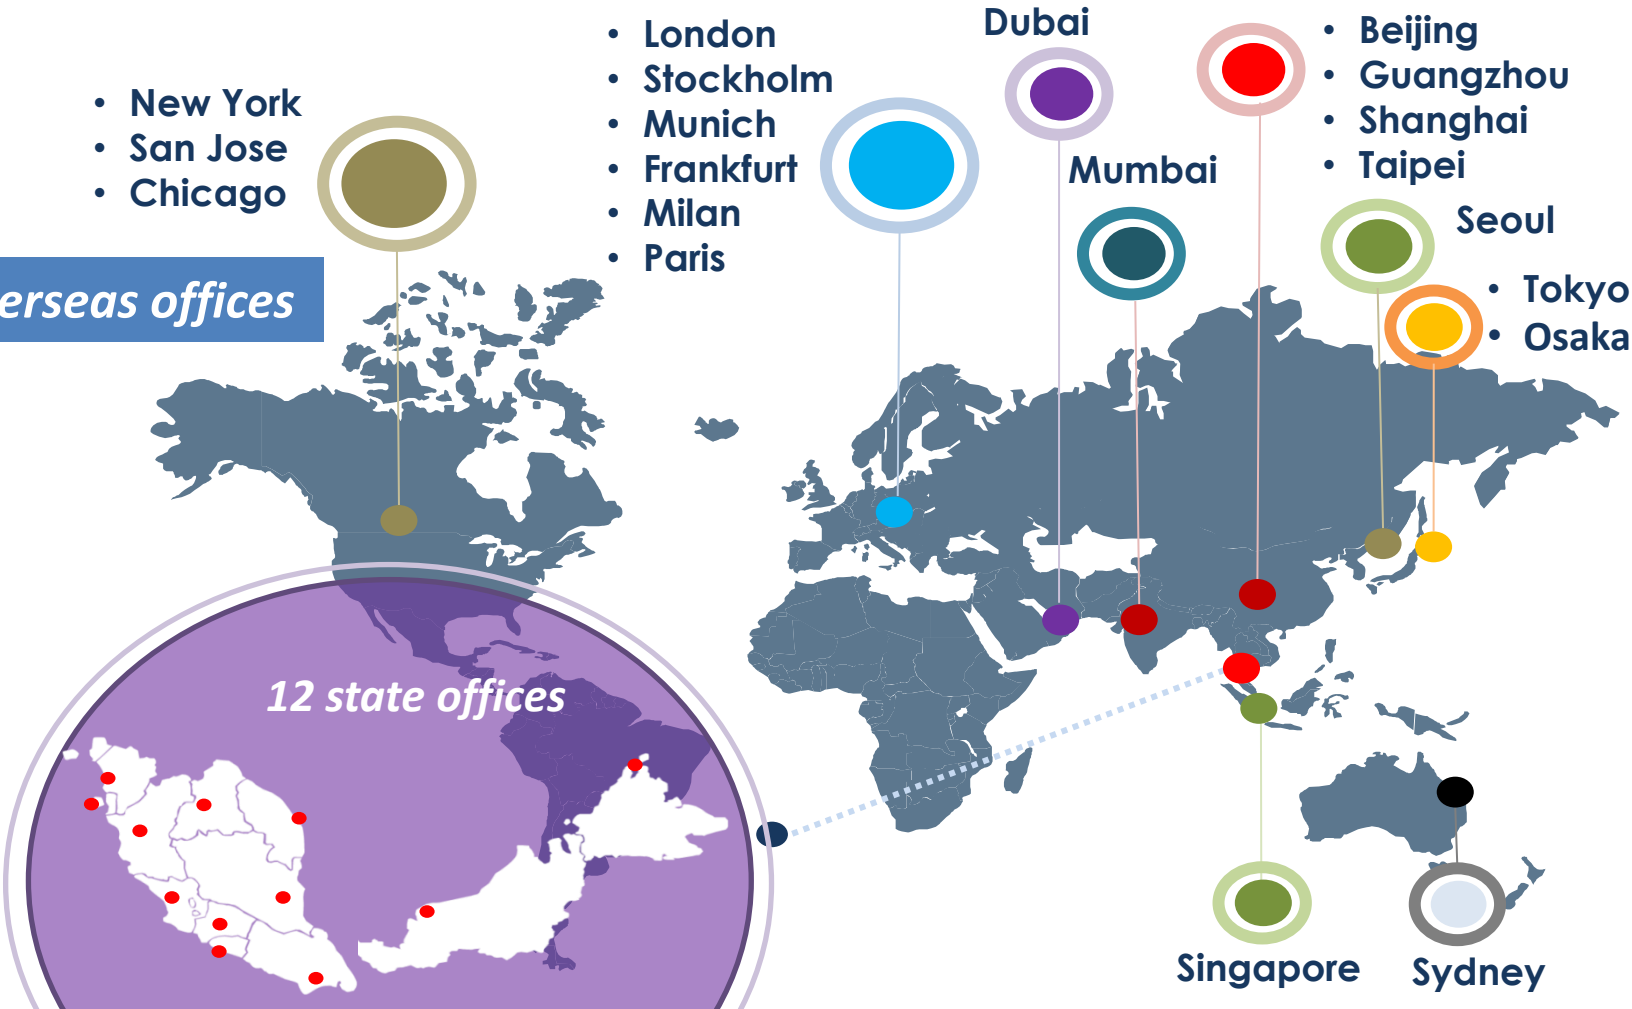 • New York
• San Jose
• Chicago
• London
• Stockholm
• Munich
• Frankfurt
• Milan
• Paris
Dubai
Mumbai
• Beijing
• Guangzhou
• Shanghai
• Taipei
Seoul
• Tokyo
• Osaka
erseas offices
12 state offices
Singapore
Sydney